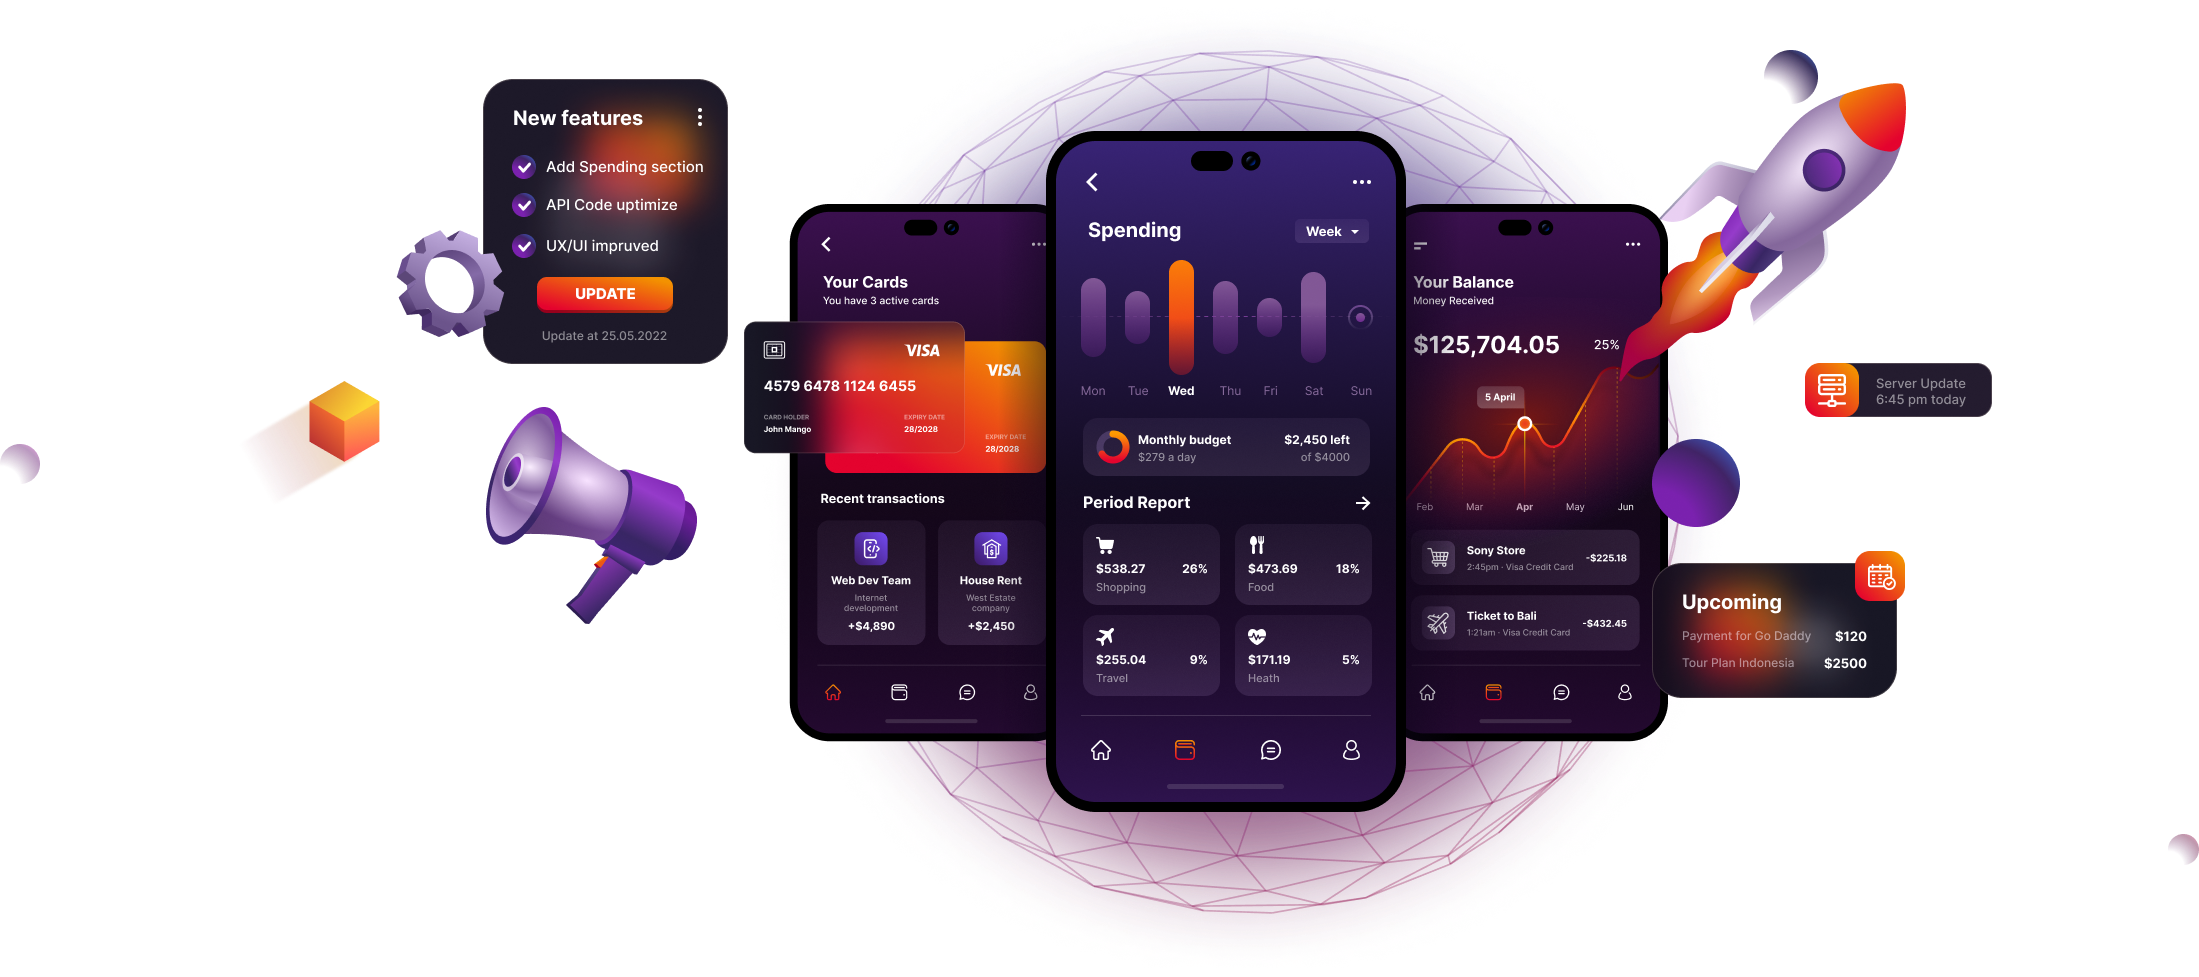 New features
Add Spending section
API Code uptimize
UX/UI impruved
UPDATE
Update at 25.05.2022
Your Cards
You have 3 active cards
VISA
4579 6478 1124 6455
CARD HOLDER
John Mango
EXPIRY DATE
28/2028
VISA
EXPIRY DATE
28/2028
Recent transactions
Web Dev Team
Internet
development
+$4,890
House Rent
West Estate
company
+$2,450
Spending
Week
Mon Tue Wed Thu Fri Sat Sun
Monthly budget
$279 a day
$2,450 left
of $4000
Period Report
$538.27 26%
Shopping
$473.69 18%
Food
$255.04 9%
Travel
$171.19 5%
Heath
Your Balance
Money Received
$125,704.05
25%
5 April
Feb Mar Apr May Jun
Sony Store
2:45pm · Visa Credit Card
-$225.18
Ticket to Bali
1:21am · Visa Credit Card
-$432.45
Server Update
6:45 pm today
Upcoming
Payment for Go Daddy $120
Tour Plan Indonesia $2500